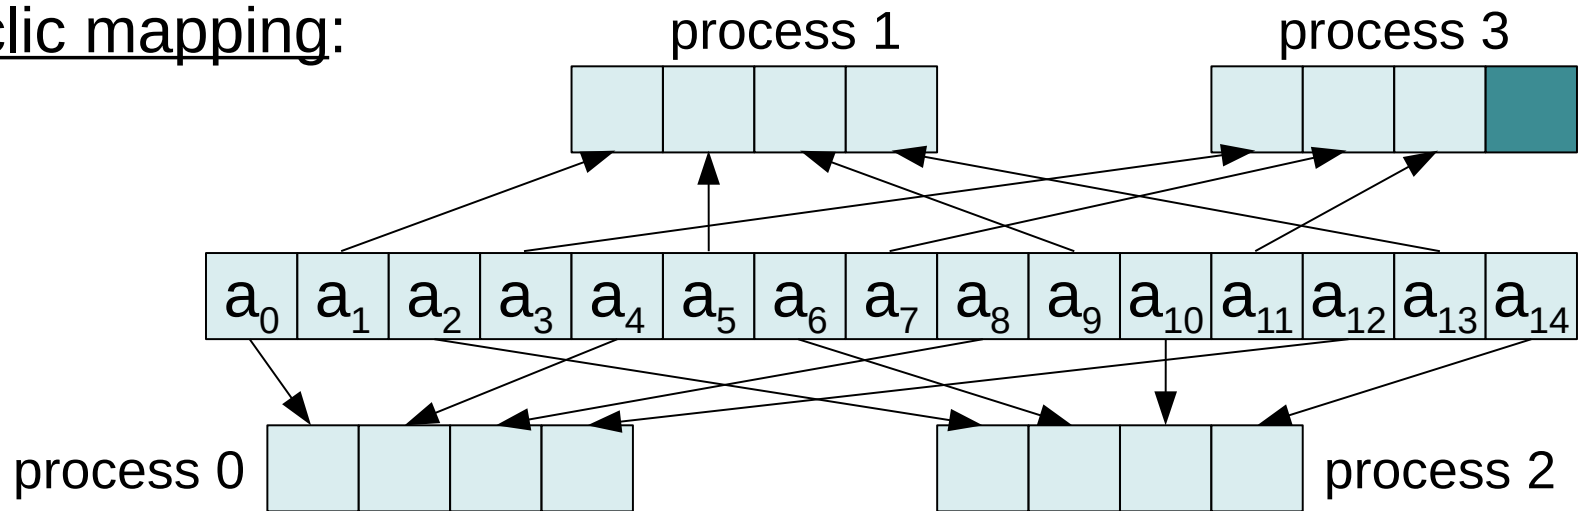 clic mapping:
process 1
process 3
a0 a1 a2 a3 a4 a5 a6 a7 a8 a9 a10 a11 a12 a13 a14
process 0
process 2